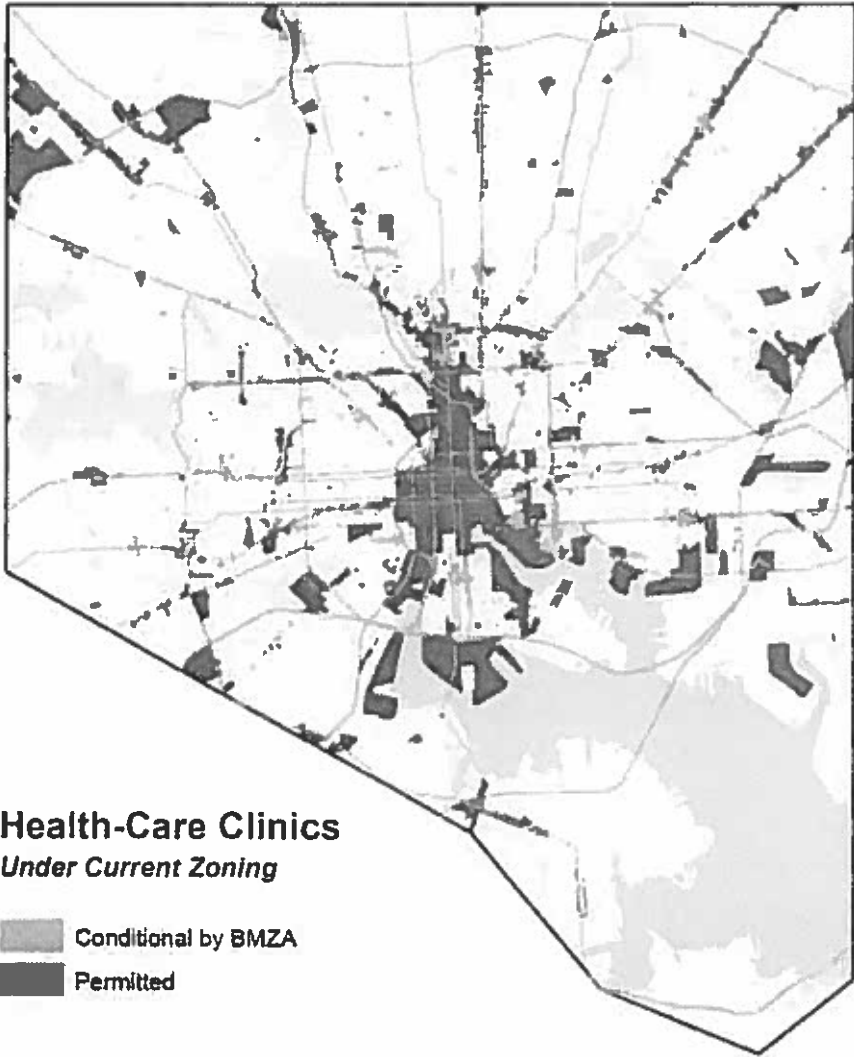 Health-Care Clinics
Under Current Zoning
Conditional by BMZA
Permitted